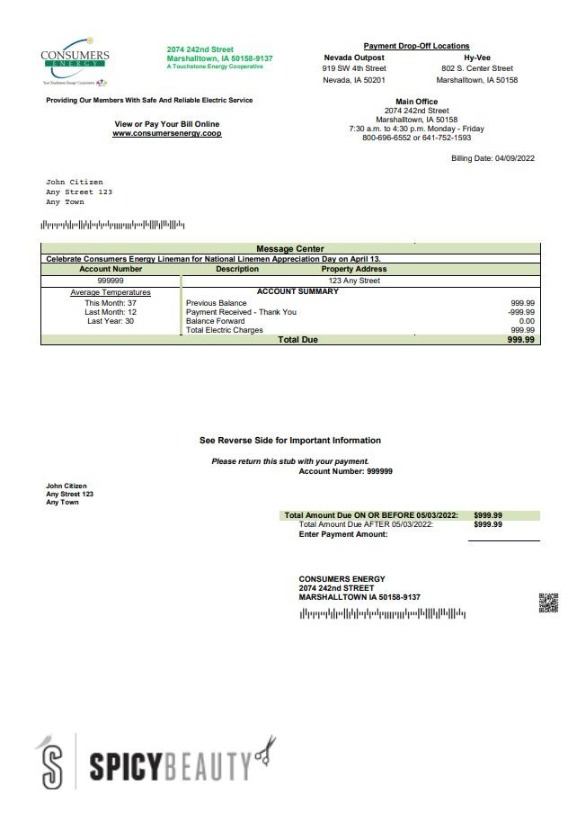 CONSUMERS
ENERGY
Your Touchstone Energy Cooperative
2074 242nd Street
Marshalltown, IA 50158-9137
A Touchstone Energy Cooperative
Providing Our Members With Safe And Reliable Electric Service
View or Pay Your Bill Online
www.consumersenergy.coop
Payment Drop-Off Locations
Nevada Outpost Hy-Vee
919 SW 4th Street 802 S. Center Street
Nevada, IA 50201 Marshalltown, IA 50158
Main Office
2074 242nd Street
Marshalltown, IA 50158
7:30 a.m. to 4:30 p.m. Monday - Friday
800-696-6552 or 641-752-1593
Billing Date: 04/09/2022
John Citizen
Any Street 123
Any Town
Message Center
Celebrate Consumers Energy Lineman for National Linemen Appreciation Day on April 13.
Account Number Description Property Address
999999 123 Any Street
Average Temperatures
This Month: 37
Last Month: 12
Last Year: 30
ACCOUNT SUMMARY
Previous Balance 999.99
Payment Received - Thank You -999.99
Balance Forward 0.00
Total Electric Charges 999.99
Total Due 999.99
See Reverse Side for Important Information
Please return this stub with your payment.
Account Number: 999999
John Citizen
Any Street 123
Any Town
Total Amount Due ON OR BEFORE 05/03/2022: $999.99
Total Amount Due AFTER 05/03/2022: $999.99
Enter Payment Amount:
CONSUMERS ENERGY
2074 242nd STREET
MARSHALLTOWN IA 50158-9137
S SPICYBEAUTY